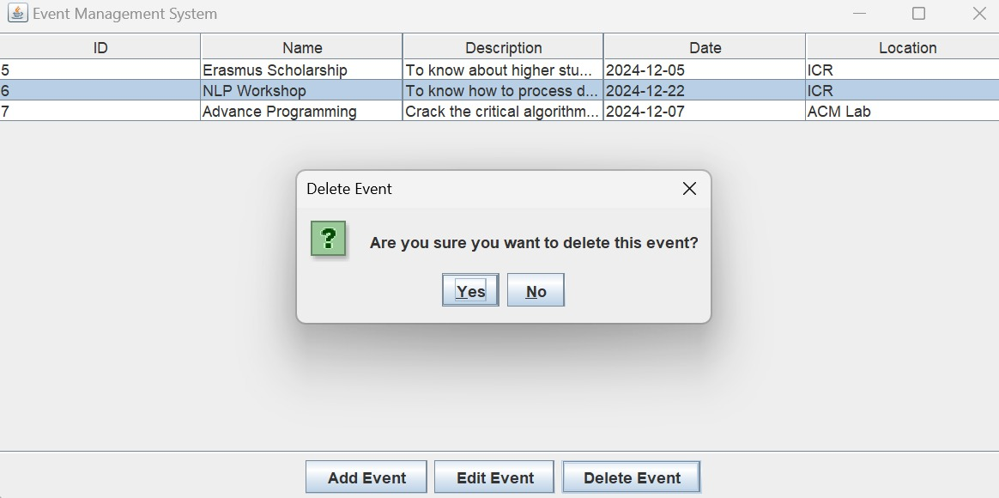 Event Management System
ID Name Description Date Location
5 Erasmus Scholarship To know about higher stu... 2024-12-05 ICR
6 NLP Workshop To know how to process d... 2024-12-22 ICR
7 Advance Programming Crack the critical algorithm... 2024-12-07 ACM Lab
Delete Event
? Are you sure you want to delete this event?
Yes No
Add Event Edit Event Delete Event